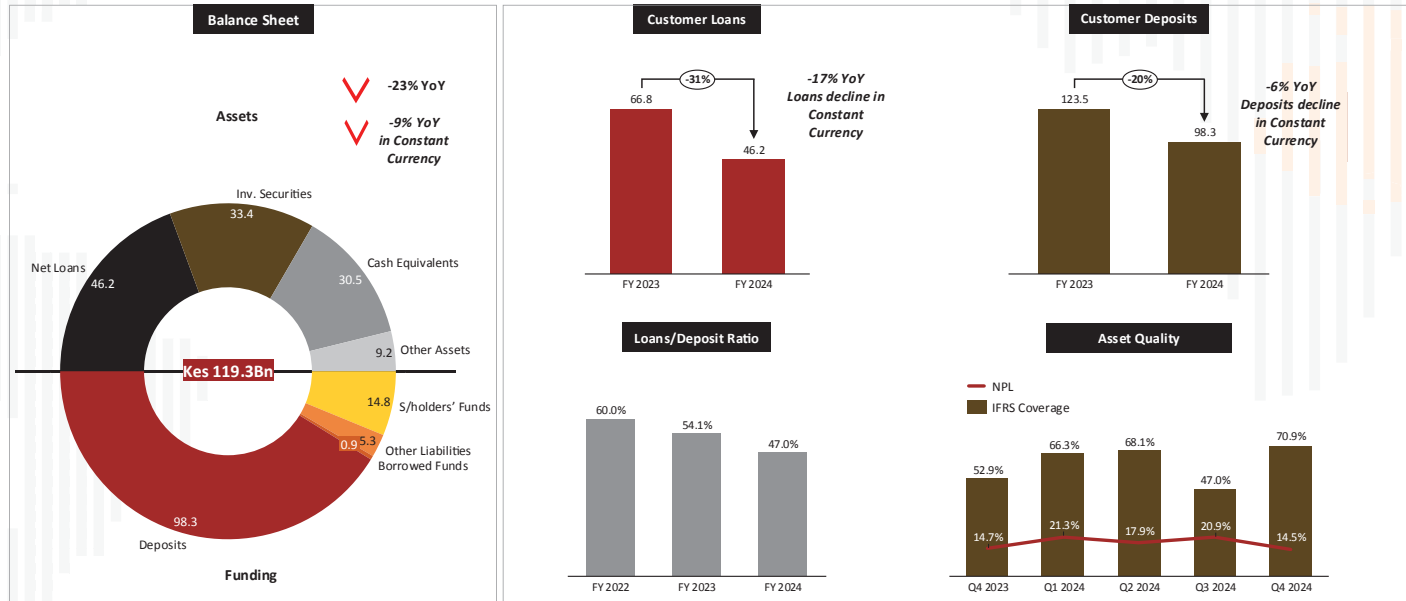 Balance Sheet
-23% YoY
Assets
-9% YoY
in Constant
Currency
Inv. Securities
33.4
Net Loans
46.2
Cash Equivalents
30.5
Other Assets
9.2
Kes 119.3Bn
14.8
S/holders' Funds
5.3
Other Liabilities
0.9
Borrowed Funds
98.3
Deposits
Funding
Customer Loans
-31%
66.8
46.2
FY 2023
FY 2024
-17% YoY
Loans decline in
Constant
Currency
Customer Deposits
-20%
123.5
98.3
FY 2023
FY 2024
-6% YoY
Deposits decline
in Constant
Currency
Loans/Deposit Ratio
60.0%
54.1%
47.0%
FY 2022
FY 2023
FY 2024
Asset Quality
NPL
IFRS Coverage
52.9%
66.3%
68.1%
47.0%
70.9%
14.7%
21.3%
17.9%
20.9%
14.5%
Q4 2023
Q1 2024
Q2 2024
Q3 2024
Q4 2024